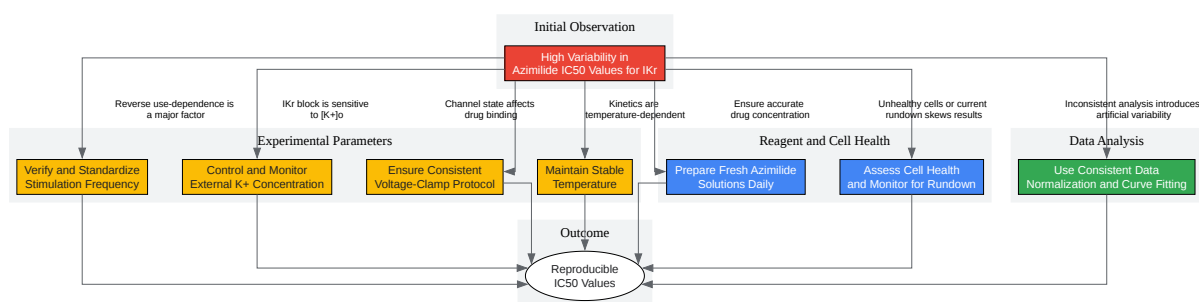 Initial Observation
High Variability in
Azimilide IC50 Values for IKr
Reverse use-dependence is
a major factor
IKr block is sensitive
to [K+]o
Channel state affects
drug binding
Kinetics are
temperature-dependent
Ensure accurate
drug concentration
Unhealthy cells or current
rundown skews results
Inconsistent analysis introduces
artificial variability
Experimental Parameters
Reagent and Cell Health
Data Analysis
Verify and Standardize
Stimulation Frequency
Control and Monitor
External K+ Concentration
Ensure Consistent
Voltage-Clamp Protocol
Maintain Stable
Temperature
Prepare Fresh Azimilide
Solutions Daily
Assess Cell Health
and Monitor for Rundown
Use Consistent Data
Normalization and Curve Fitting
Outcome
Reproducible
IC50 Values